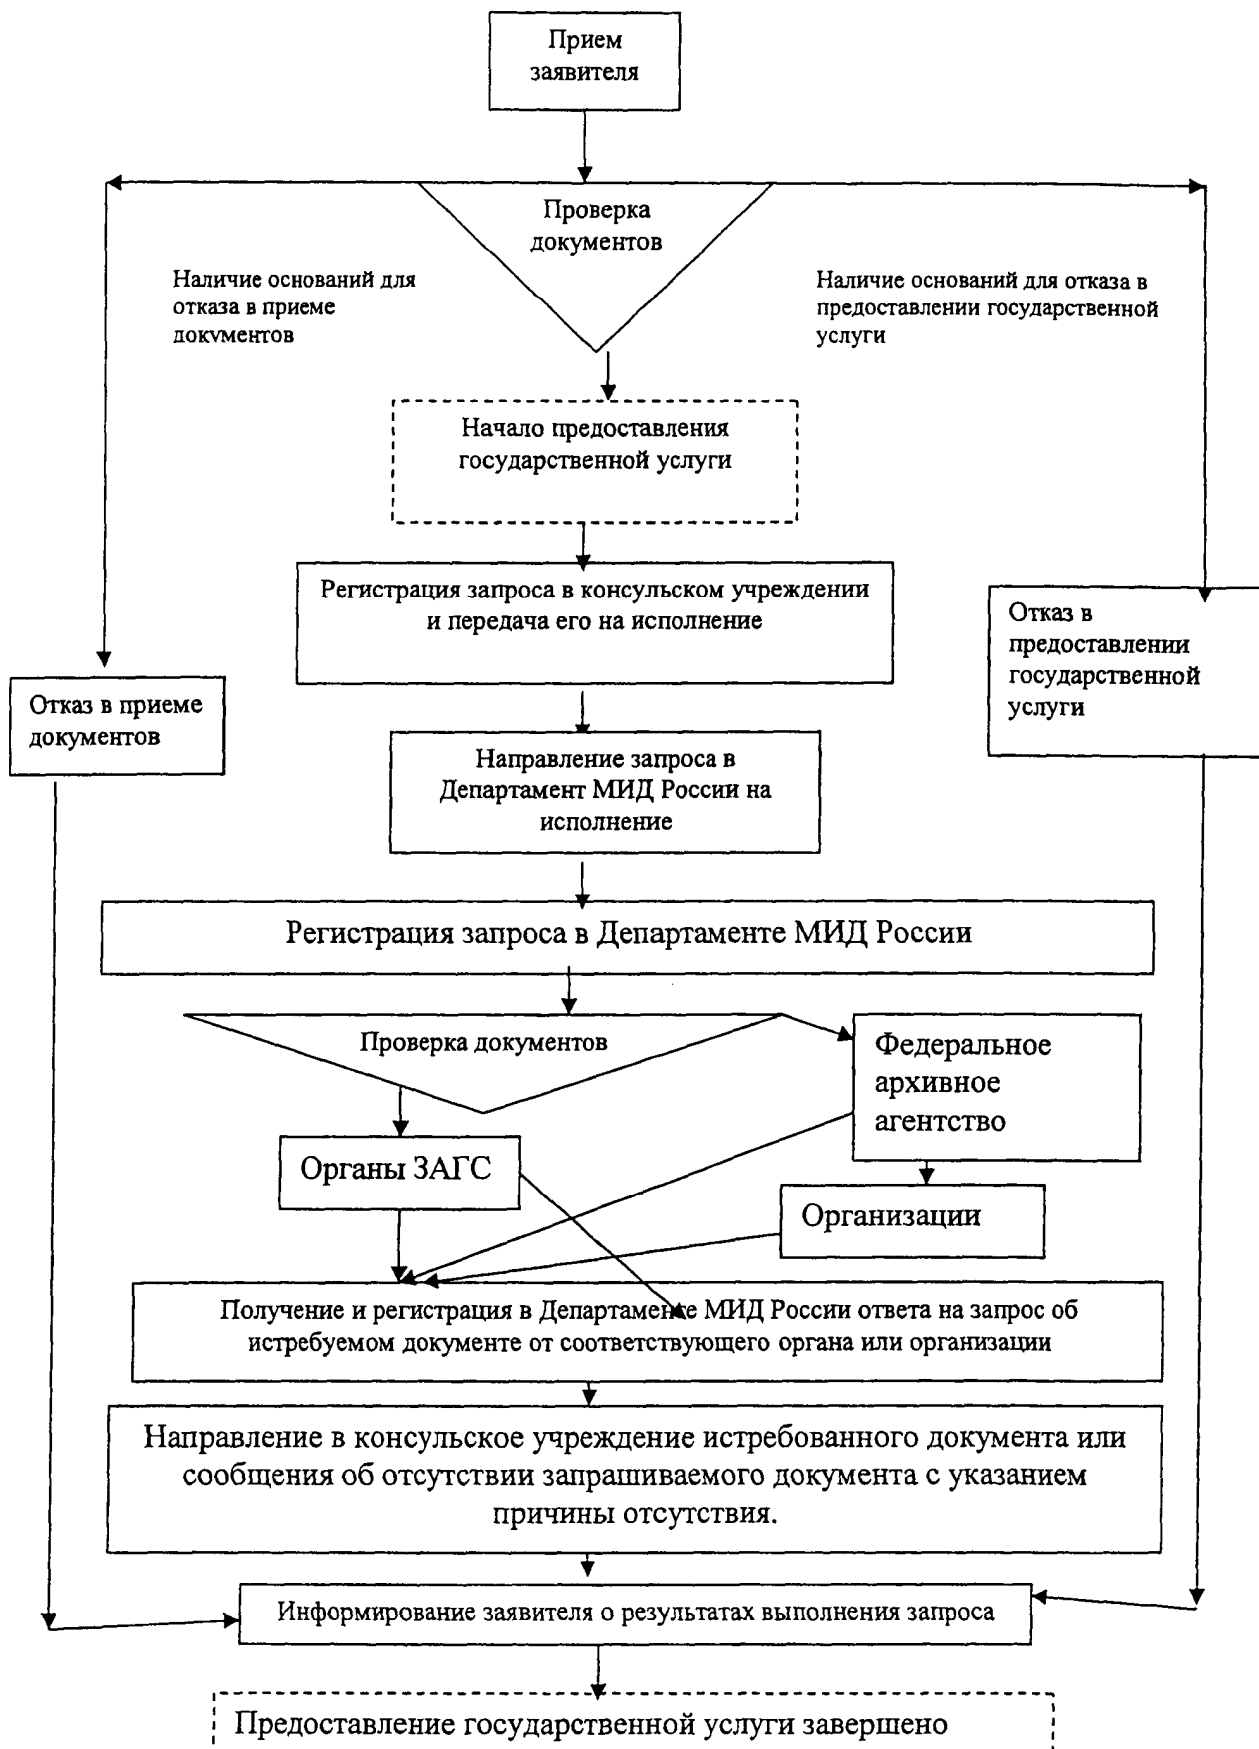 Прием
заявителя
Проверка
документов
Наличие оснований для
отказа в приеме
документов
Наличие оснований для отказа в
предоставлении государственной
услуги
Начало предоставления
государственной услуги
Регистрация запроса в консульском учреждении
и передача его на исполнение
Отказ в
предоставлении
государственной
услуги
Отказ в приеме
документов
Направление запроса в
Департамент МИД России на
исполнение
Регистрация запроса в Департаменте МИД России
Проверка документов
Федеральное
архивное
агентство
Органы ЗАГС
Организации
Получение и регистрация в Департаменте МИД России ответа на запрос об
истребуемом документе от соответствующего органа или организации
Направление в консульское учреждение истребованного документа или
сообщения об отсутствии запрашиваемого документа с указанием
причины отсутствия.
Информирование заявителя о результатах выполнения запроса
Предоставление государственной услуги завершено